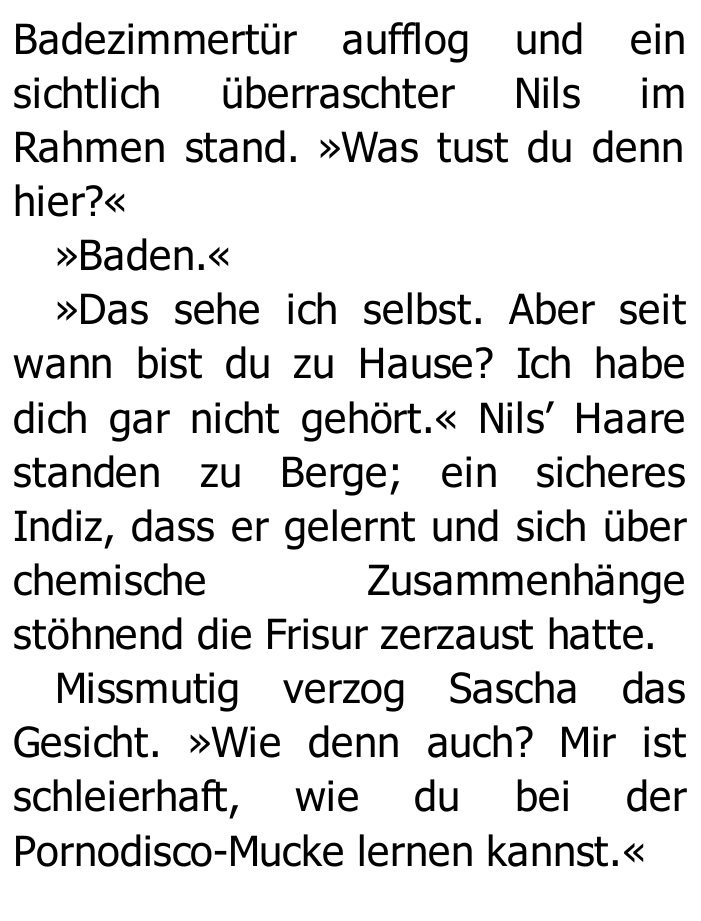 Badezimmertür aufflog und ein
sichtlich überraschter Nils im
Rahmen stand. »Was tust du denn
hier?«
»Baden.«
»Das sehe ich selbst. Aber seit
wann bist du zu Hause? Ich habe
dich gar nicht gehört.« Nils’ Haare
standen zu Berge; ein sicheres
Indiz, dass er gelernt und sich über
chemische Zusammenhänge
stöhnend die Frisur zerzaust hatte.
Missmutig verzog Sascha das
Gesicht. »Wie denn auch? Mir ist
schleierhaft, wie du bei der
Pornodisco-Mucke lernen kannst.«